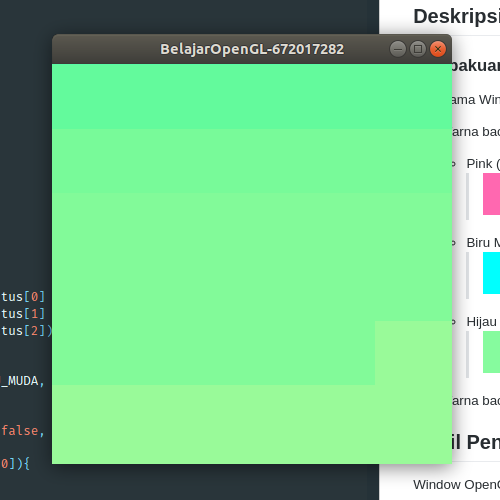 Deskripsi
BelajarOpenGL-672017282
ama Win
arna bac
Pink (
Biru M
tus[0]
tus[1]
tus[2])
Hijau
_MUDA,
arna bac
false,
il Pen
0]){
Window OpenG